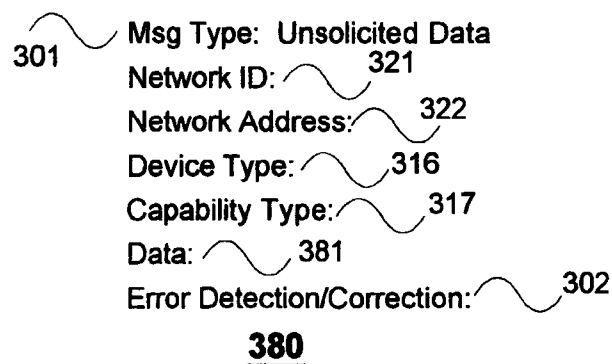 301 Msg Type: Unsolicited Data
Network ID: 321
Network Address: 322
Device Type: 316
Capability Type: 317
Data: 381
Error Detection/Correction: 302
380